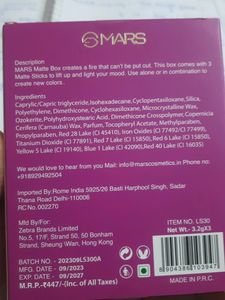 MARS
Description
MARS Matte Box creates a fire that can't be put out. This box comes with 3
Matte Sticks to lift up and light your mood. Use alone or in combination to
create new colors .
Ingredients
Caprylic/Capric triglyceride,Isohexadecane, Cyclopentasiloxane, Silica,
Polyethylene, Dimethicone, Cyclohexasiloxane, Microcrystalline Wax,
Ozokerite,Polyhydroxystearic Acid, Dimethicone Crosspolymer, Copernicia
Cerifera (Carnauba) Wax, Parfum, Tocopheryl Acetate, Methylparaben,
Propylparaben, Red 28 Lake (CI 45410), Iron Oxides (CI 77492,CI 77499),
Titanium Dioxide (CI 77891), Red 7 Lake (CI 15850), Red 6 Lake (CI 15850),
Yellow 5 Lake (CI 19140), Blue 1 Lake (CI 42090),Red 40 Lake (CI 16035)
We would love to hear from you! Mail: info@marscosmetics.in Phone no:
+918929492504
Imported By: Rome India 5925/26 Basti Harphool Singh, Sadar
Thana Road Delhi-110006
RC.No:002270
Mfd By:
Zebra Brands Limited
No.5, 17/F, Strand 50, 50 Bonham
Strand, Sheung Wan, Hong Kong
ITEM NO.: LS30
Net Wt.- 3.2gX3
BATCH NO: 202309L5300A
MFG DATE: 09/2023
EXP DATE: 09/2027
M.R.P- ₹447/-(Inc. of All Taxes)
8904386103947
MADE IN P.R.C.